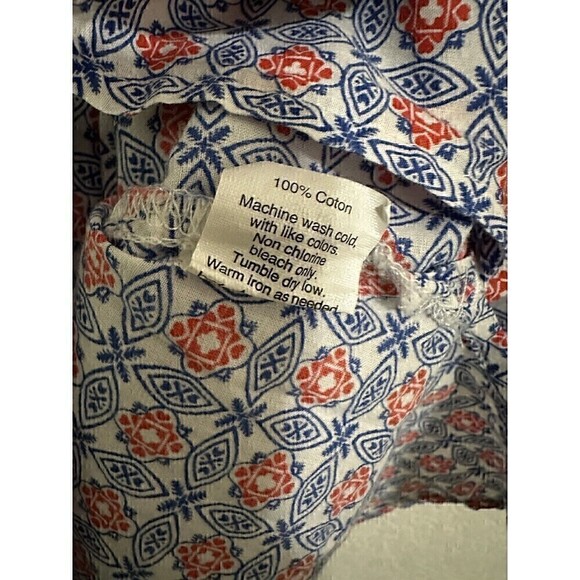 100% Coton
Machine wash cold,
with like colors.
Non chlorine
bleach only.
Tumble dry low.
Warm iron as needed